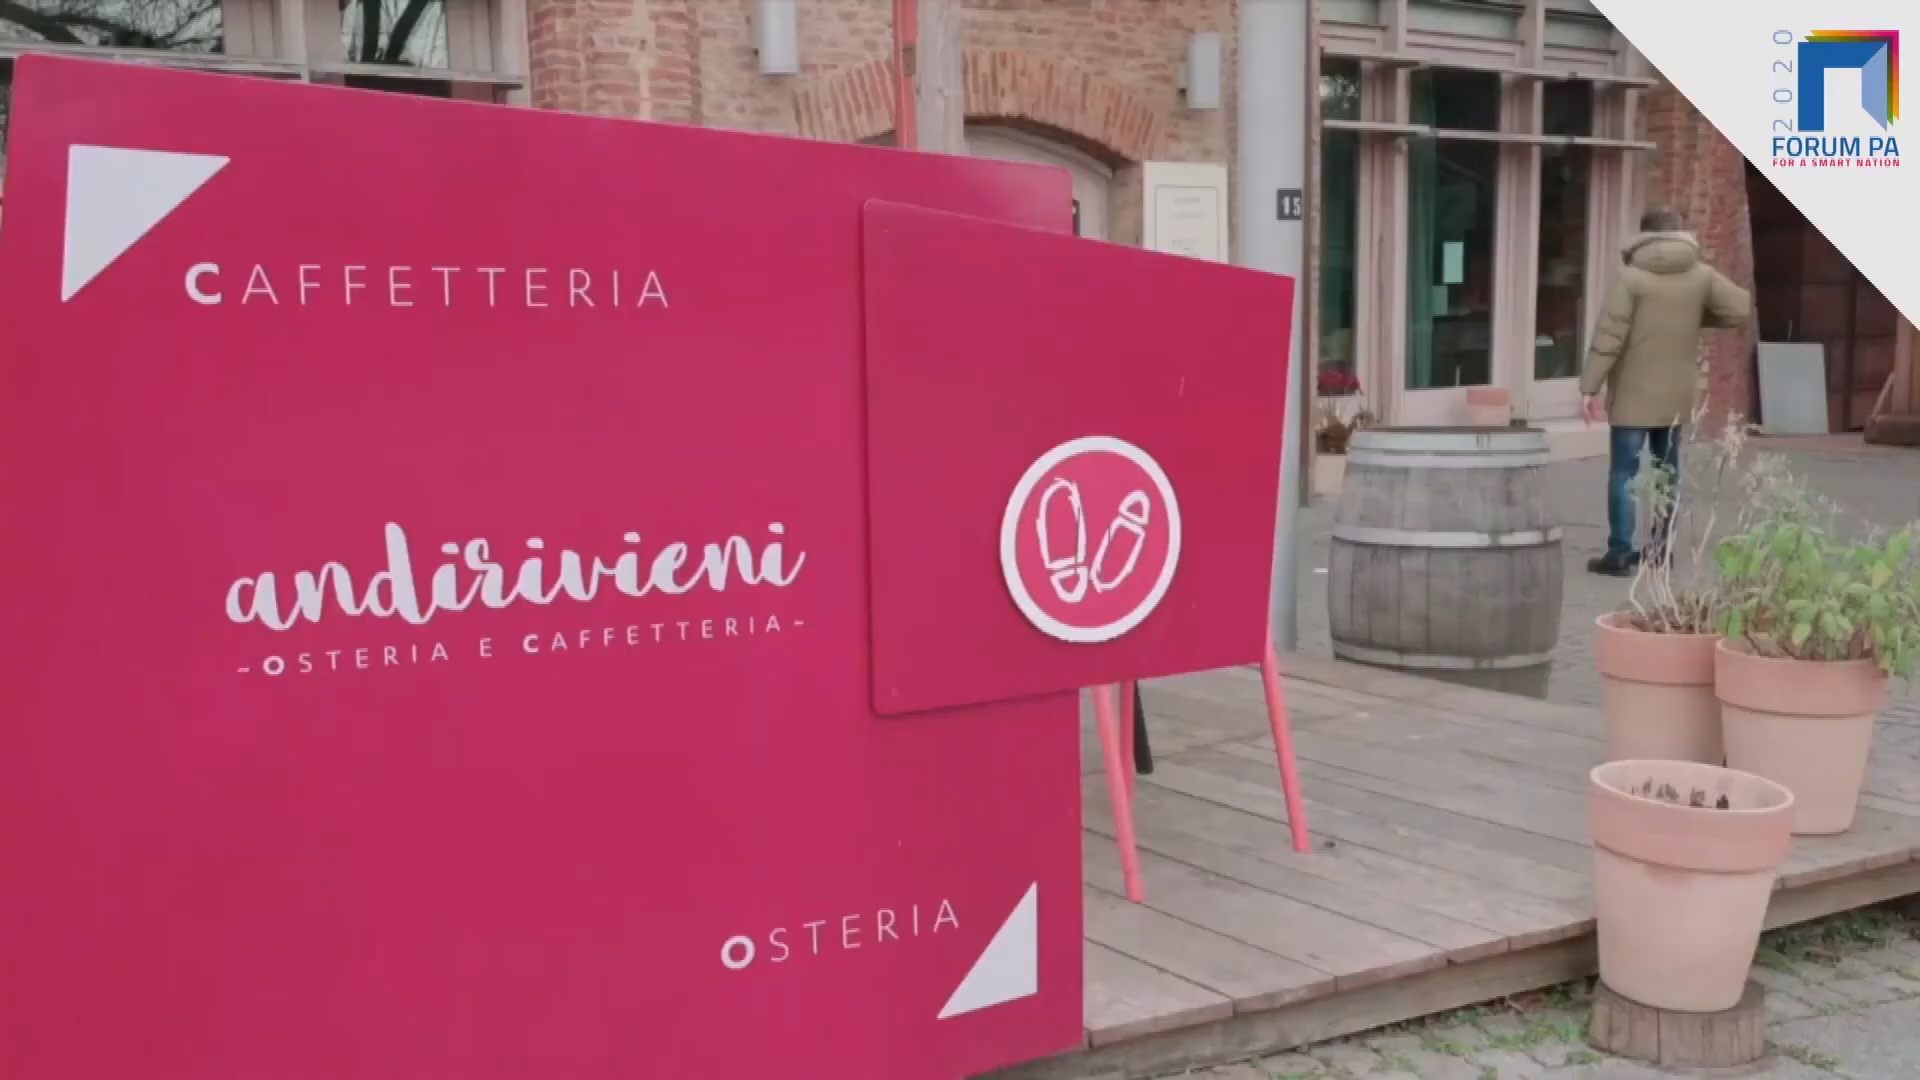 CAFFETTERIA
andirivieni
~OSTERIA E CAFFETTERIA~
OSTERIA
15
2020
FORUM PA
FOR A SMART NATION